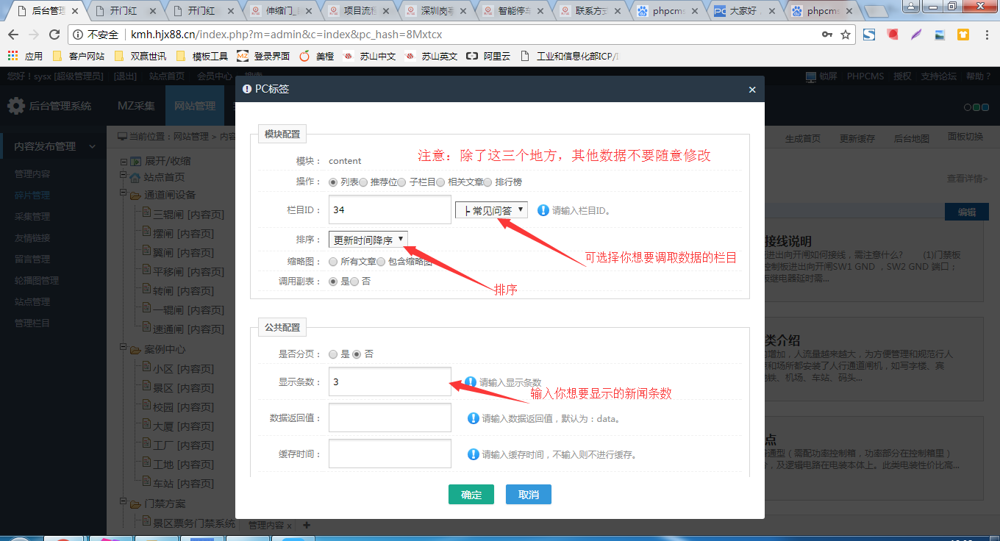 后台管理 开门红 开门红 伸缩门_ 项目流程 深圳岗亭 智能停车 联系方式 phpcms 大家好, phpcms
不安全 kmh.hjx88.cn/index.php?m=admin&c=index&pc_hash=8Mxtcx
应用 客户网站 双赢世讯 模板工具 登录界面 美橙 苏山中文 苏山英文 阿里云 工业和信息化部ICP/I
您好!sysx [超级管理员] [退出] 站点首页 会员中心 搜索 锁屏 PHPCMS 授权 支持论坛 帮助?
后台管理系统 MZ采集 网站管理
内容发布管理
当前位置:网站管理 > 内容
生成首页 更新缓存 后台地图 面板切换
管理内容
碎片管理
采集管理
友情链接
留言管理
轮播图管理
站点管理
管理栏目
展开/收缩
站点首页
通道闸设备
三辊闸 [内容页]
摆闸 [内容页]
翼闸 [内容页]
平移闸 [内容页]
转闸 [内容页]
一辊闸 [内容页]
速通闸 [内容页]
案例中心
小区 [内容页]
景区 [内容页]
校园 [内容页]
大厦 [内容页]
工厂 [内容页]
工地 [内容页]
车站 [内容页]
门禁方案
景区票务门禁系统
PC标签 ×
模块配置
模块: content
注意:除了这三个地方,其他数据不要随意修改
操作: 列表 推荐位 子栏目 相关文章 排行榜
栏目ID: 34 ├ 常见问答 请输入栏目ID。
排序: 更新时间降序
可选择你想要调取数据的栏目
缩略图: 所有文章 包含缩略图
调用副表: 是 否
排序
公共配置
是否分页: 是 否
显示条数: 3 请输入显示条数
输入你想要显示的新闻条数
数据返回值: 请输入数据返回值,默认为:data。
缓存时间: 请输入缓存时间,不输入则不进行缓存。
确定 取消
查看详情>
编辑
接线说明
进出向开闸如何接线,需注意什么? (1)门禁板
控制板进出向开闸SW1 GND ,SW2 GND 端口;
板继电器延时需...
类介绍
增加,人流量越来越大,为方便管理和规范行人
和场所都安装了人行通道闸机,如写字楼、宾
地铁、机场、车站、码头...
点
通型(需配功率控制箱,功率部分在控制箱里)
,及逻辑电路在电装本体上。此类电装性价比高...
管理内容 x +